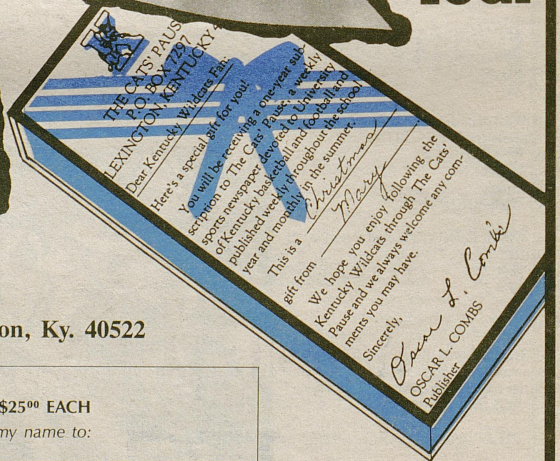 THE CATS' PAUSE
P.O. BOX 7297
LEXINGTON, KENTUCKY 4
Dear Kentucky Wildcats Fan,
Here's a special gift for you!
You will be receiving a one-year sub-
scription to The Cats' Pause, a weekly
sports newspaper devoted to University
of Kentucky basketball and football and
published weekly throughout the school
year and monthly in the summer.
This is a Christmas
gift from Mary
We hope you enjoy following the
Kentucky Wildcats through The Cats'
Pause and we always welcome any com-
ments you may have.
Sincerely,
Oscar L. Combs
OSCAR L. COMBS
Publisher
on, Ky. 40522
$25⁰⁰ EACH
my name to: